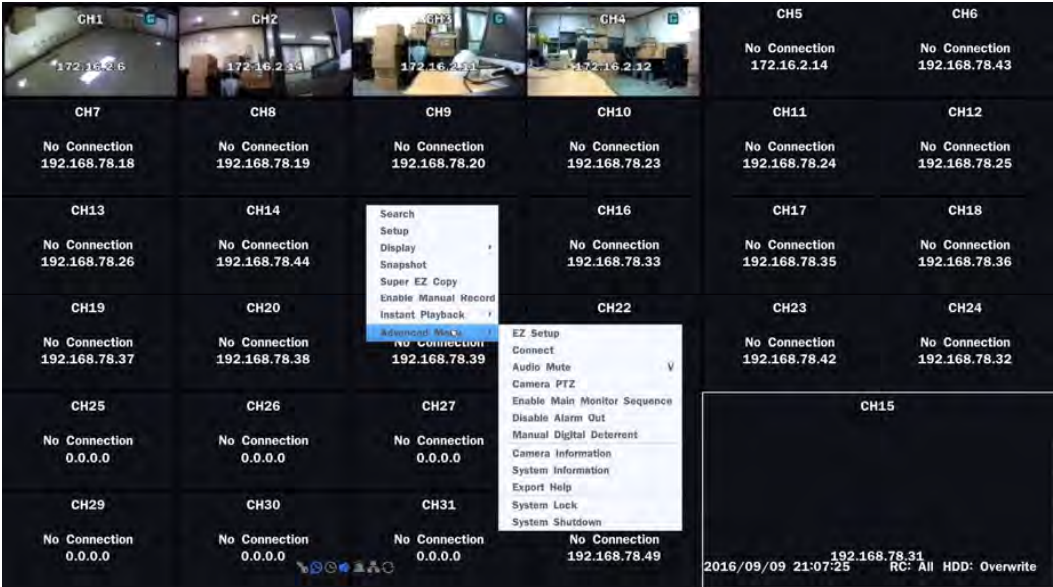 CH1 CH2 CH3 CH4 CH5 CH6
No Connection No Connection
172.16.2.6 172.16.2.14 172.16.2.11 172.16.2.12 172.16.2.14 192.168.78.43
CH7 CH8 CH9 CH10 CH11 CH12
No Connection No Connection No Connection No Connection No Connection No Connection
192.168.78.18 192.168.78.19 192.168.78.20 192.168.78.23 192.168.78.24 192.168.78.25
CH13 CH14 CH16 CH17 CH18
No Connection No Connection No Connection No Connection No Connection
192.168.78.26 192.168.78.44 192.168.78.33 192.168.78.35 192.168.78.36
Search
Setup
Display
Snapshot
Super EZ Copy
Enable Manual Record
Instant Playback
Advanced Menu
CH19 CH20 CH22 CH23 CH24
No Connection No Connection No Connection No Connection No Connection
192.168.78.37 192.168.78.38 192.168.78.39 192.168.78.42 192.168.78.32
EZ Setup
Connect
Audio Mute V
Camera PTZ
Enable Main Monitor Sequence
Disable Alarm Out
Manual Digital Deterrent
Camera Information
System Information
Export Help
System Lock
System Shutdown
CH25 CH26 CH27 CH15
No Connection No Connection No Connection
0.0.0.0 0.0.0.0 0.0.0.0
CH29 CH30 CH31
No Connection No Connection No Connection No Connection
0.0.0.0 0.0.0.0 0.0.0.0 192.168.78.49 192.168.78.31
2016/09/09 21:07:25 RC: All HDD: Overwrite